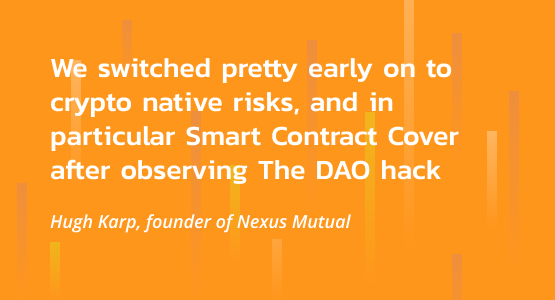 We switched pretty early on to
crypto native risks, and in
particular Smart Contract Cover
after observing The DAO hack
Hugh Karp, founder of Nexus Mutual